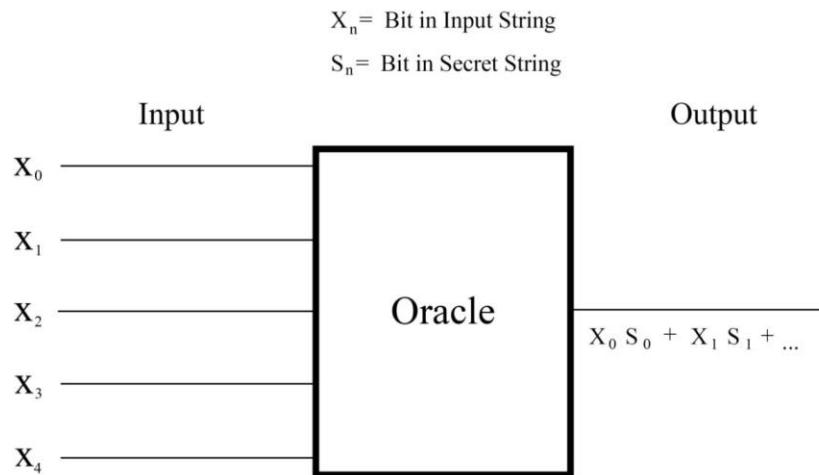 Xₙ= Bit in Input String
Sₙ= Bit in Secret String
Input
Output
X₀
X₁
X₂
X₃
X₄
Oracle
X₀ S₀ + X₁ S₁ + ...